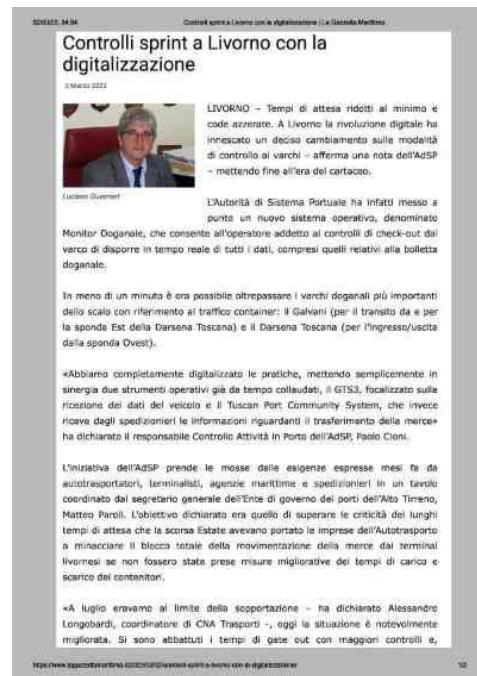 Controlli sprint a Livorno con la digitalizzazione | La Gazzetta Marittima
Controlli sprint a Livorno con la
digitalizzazione
2022
LIVORNO – Tempi di attesa ridotti al minimo e
code azzerate. A Livorno la rivoluzione digitale ha
innescato un deciso cambiamento sulle modalità
di controllo ai varchi – afferma una nota dell'AdSP
– mettendo fine all'era del cartaceo.
Luciano
L'Autorità di Sistema Portuale ha infatti messo a
punto un nuovo sistema operativo, denominato
Monitor Doganale, che consente all'operatore addetto ai controlli di check-out dal
varco di disporre in tempo reale di tutti i dati, compresi quelli relativi alla bolletta
doganale.
In meno di un minuto è ora possibile oltrepassare i varchi doganali più importanti
dello scalo con riferimento al traffico container: il Galvani (per il transito da e per
la sponda Est della Darsena Toscana) e il Darsena Toscana (per l'ingresso/uscita
dalla sponda Ovest).
«Abbiamo completamente digitalizzato le pratiche, mettendo semplicemente in
sinergia due strumenti operativi già da tempo collaudati, il GTS3, focalizzato sulla
ricezione dei dati del veicolo e il Tuscan Port Community System, che invece
riceve dagli spedizionieri le informazioni riguardanti il trasferimento della merce»
ha dichiarato il responsabile Controllo Attività in Porto dell'AdSP, Paolo Cioni.
L'iniziativa dell'AdSP prende le mosse dalle esigenze espresse mesi fa da
autotrasportatori, terminalisti, agenzie marittime e spedizionieri in un tavolo
coordinato dal segretario generale dell'Ente di governo dei porti dell'Alto Tirreno,
Matteo Paroli. L'obiettivo dichiarato era quello di superare le criticità dei lunghi
tempi di attesa che la scorsa Estate avevano portato le imprese dell'Autotrasporto
a minacciare il blocco totale della movimentazione della merce dai terminal
livornesi se non fossero state prese misure migliorative dei tempi di carico e
scarico dei contenitori.
«A luglio eravamo al limite della sopportazione – ha dichiarato Alessandro
Longobardi, coordinatore di CNA Trasporti -, oggi la situazione è notevolmente
migliorata. Si sono abbattuti i tempi di gate out con maggiori controlli e,
1/2